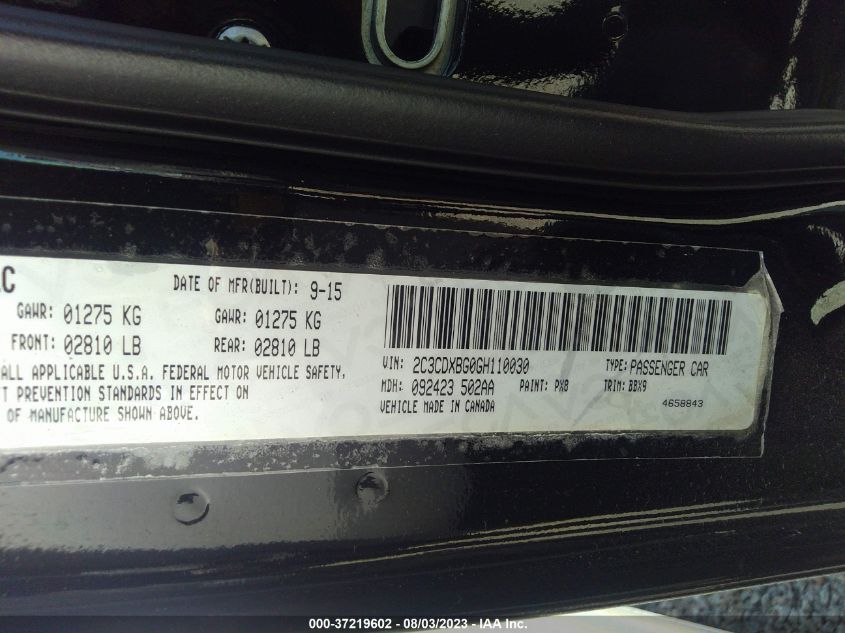 LC DATE OF MFR(BUILT): 9-15
GAWR: 01275 KG GAWR: 01275 KG
FRONT: 02810 LB REAR: 02810 LB
ALL APPLICABLE U.S.A. FEDERAL MOTOR VEHICLE SAFETY,
PREVENTION STANDARDS IN EFFECT ON
OF MANUFACTURE SHOWN ABOVE.
VIN: 2C3CDXBG0GH110030 TYPE: PASSENGER CAR
MDH: 092423 502AA PAINT: PX8 TRIM: BBX9
VEHICLE MADE IN CANADA 4658843
000-37219602 — 08/03/2023 — IAA Inc.